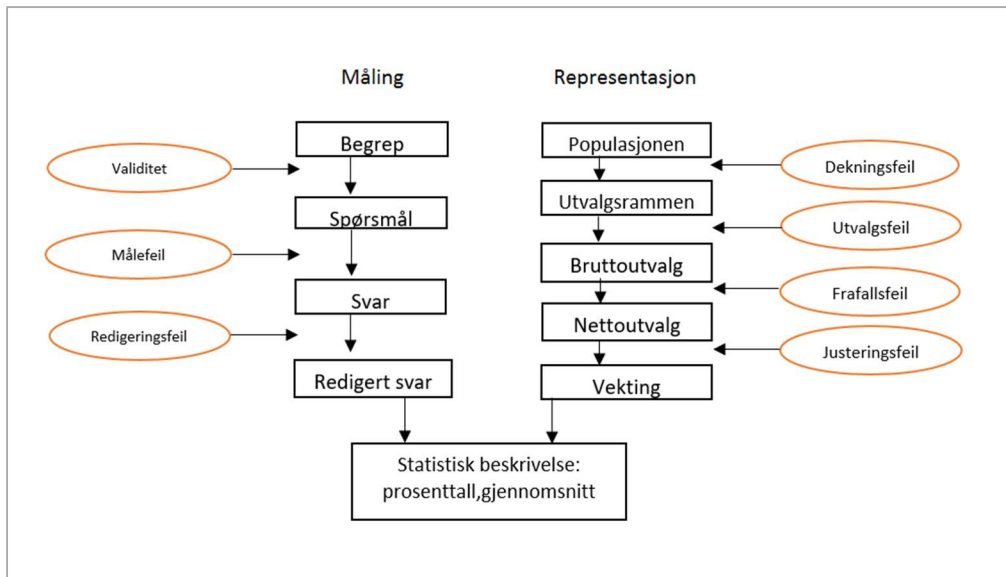 Måling
Representasjon
Begrep
Populasjonen
Validitet
Dekningsfeil
Spørsmål
Utvalgsrammen
Utvalgsfeil
Målefeil
Bruttoutvalg
Svar
Frafallsfeil
Redigeringsfeil
Nettoutvalg
Justeringsfeil
Redigert svar
Vekting
Statistisk beskrivelse:
prosenttall,gjennomsnitt